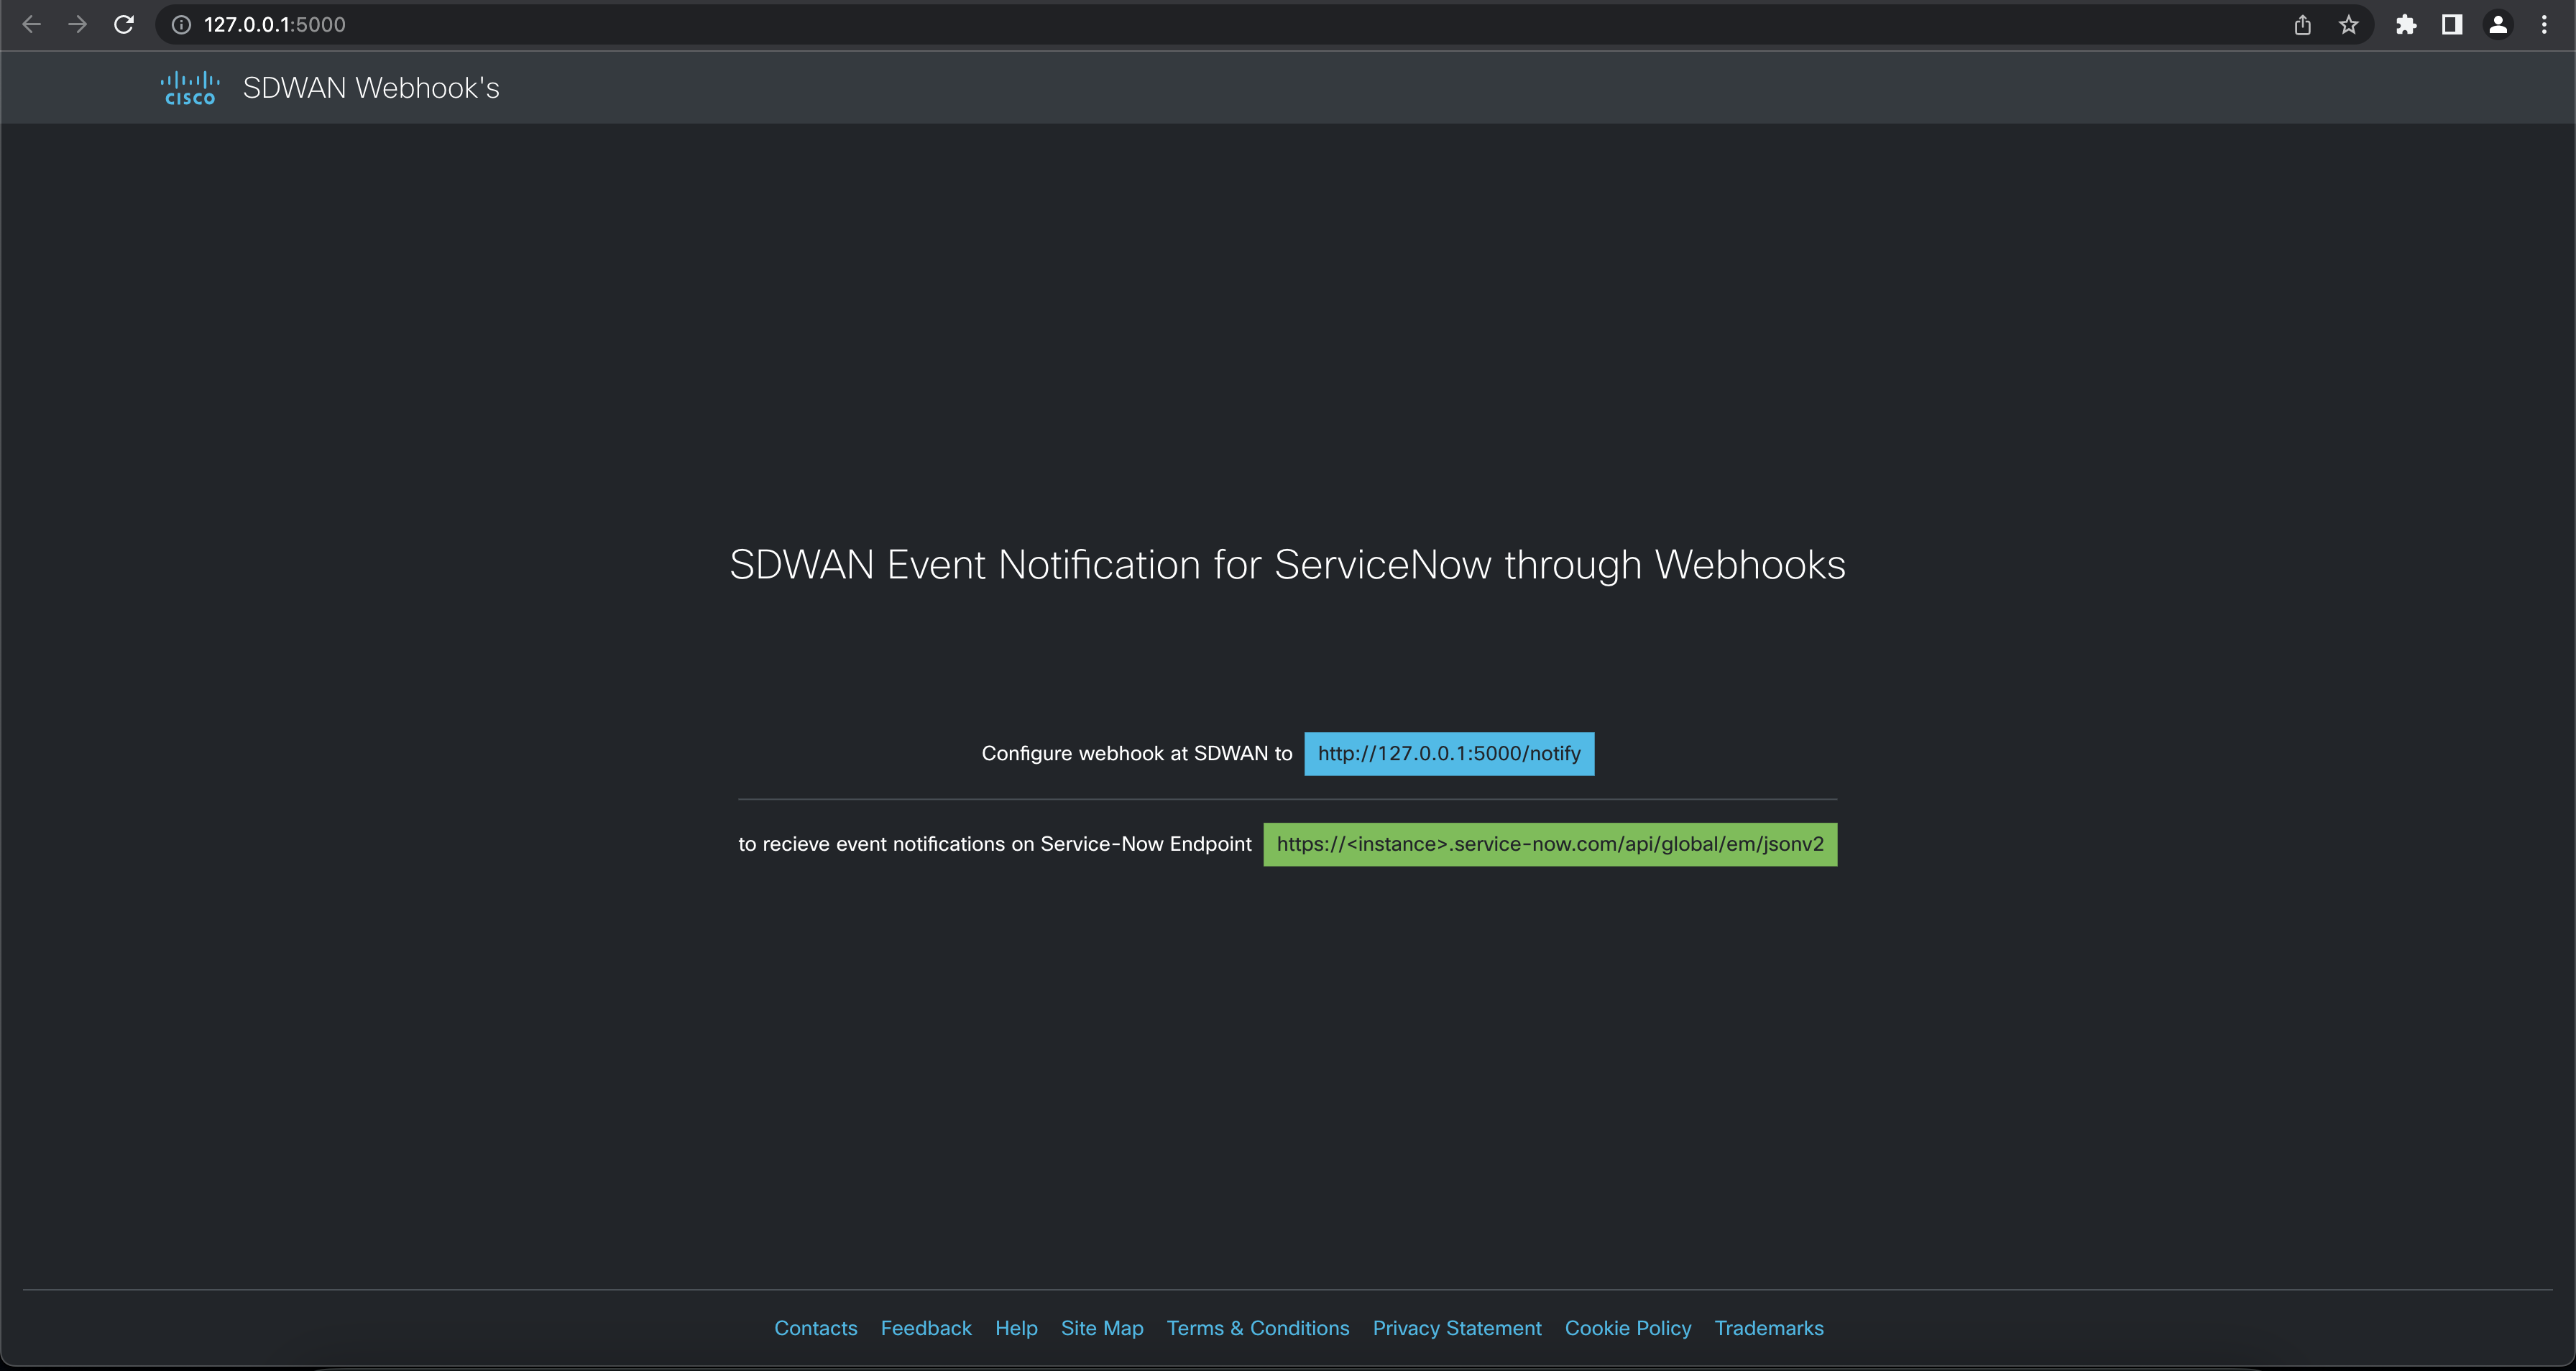 127.0.0.1:5000
CISCO SDWAN Webhook's
SDWAN Event Notification for ServiceNow through Webhooks
Configure webhook at SDWAN to http://127.0.0.1:5000/notify
to recieve event notifications on Service-Now Endpoint https://<instance>.service-now.com/api/global/em/jsonv2
Contacts Feedback Help Site Map Terms & Conditions Privacy Statement Cookie Policy Trademarks